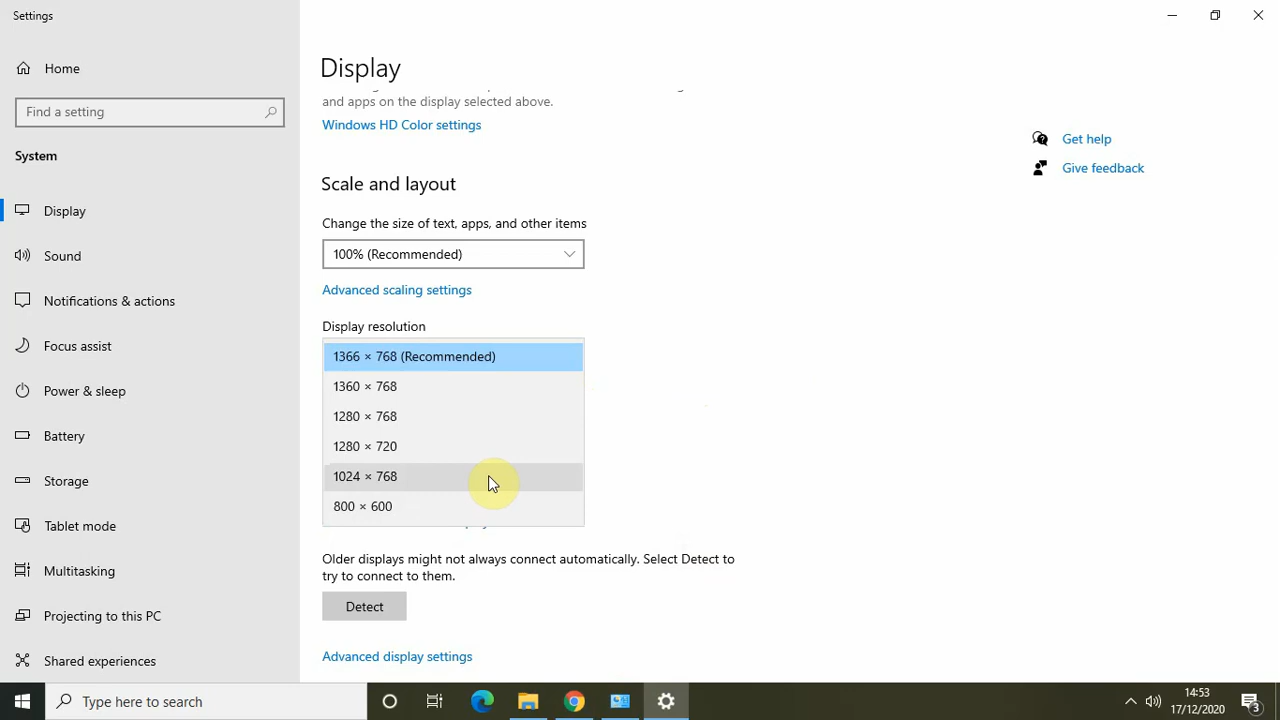 Settings
Home
Find a setting
System
Display
Sound
Notifications & actions
Focus assist
Power & sleep
Battery
Storage
Tablet mode
Multitasking
Projecting to this PC
Shared experiences
Display
and apps on the display selected above.
Windows HD Color settings
Scale and layout
Change the size of text, apps, and other items
100% (Recommended)
Advanced scaling settings
Display resolution
1366 × 768 (Recommended)
1360 × 768
1280 × 768
1280 × 720
1024 × 768
800 × 600
Older displays might not always connect automatically. Select Detect to
try to connect to them.
Detect
Advanced display settings
Get help
Give feedback
Type here to search
14:53
17/12/2020
3